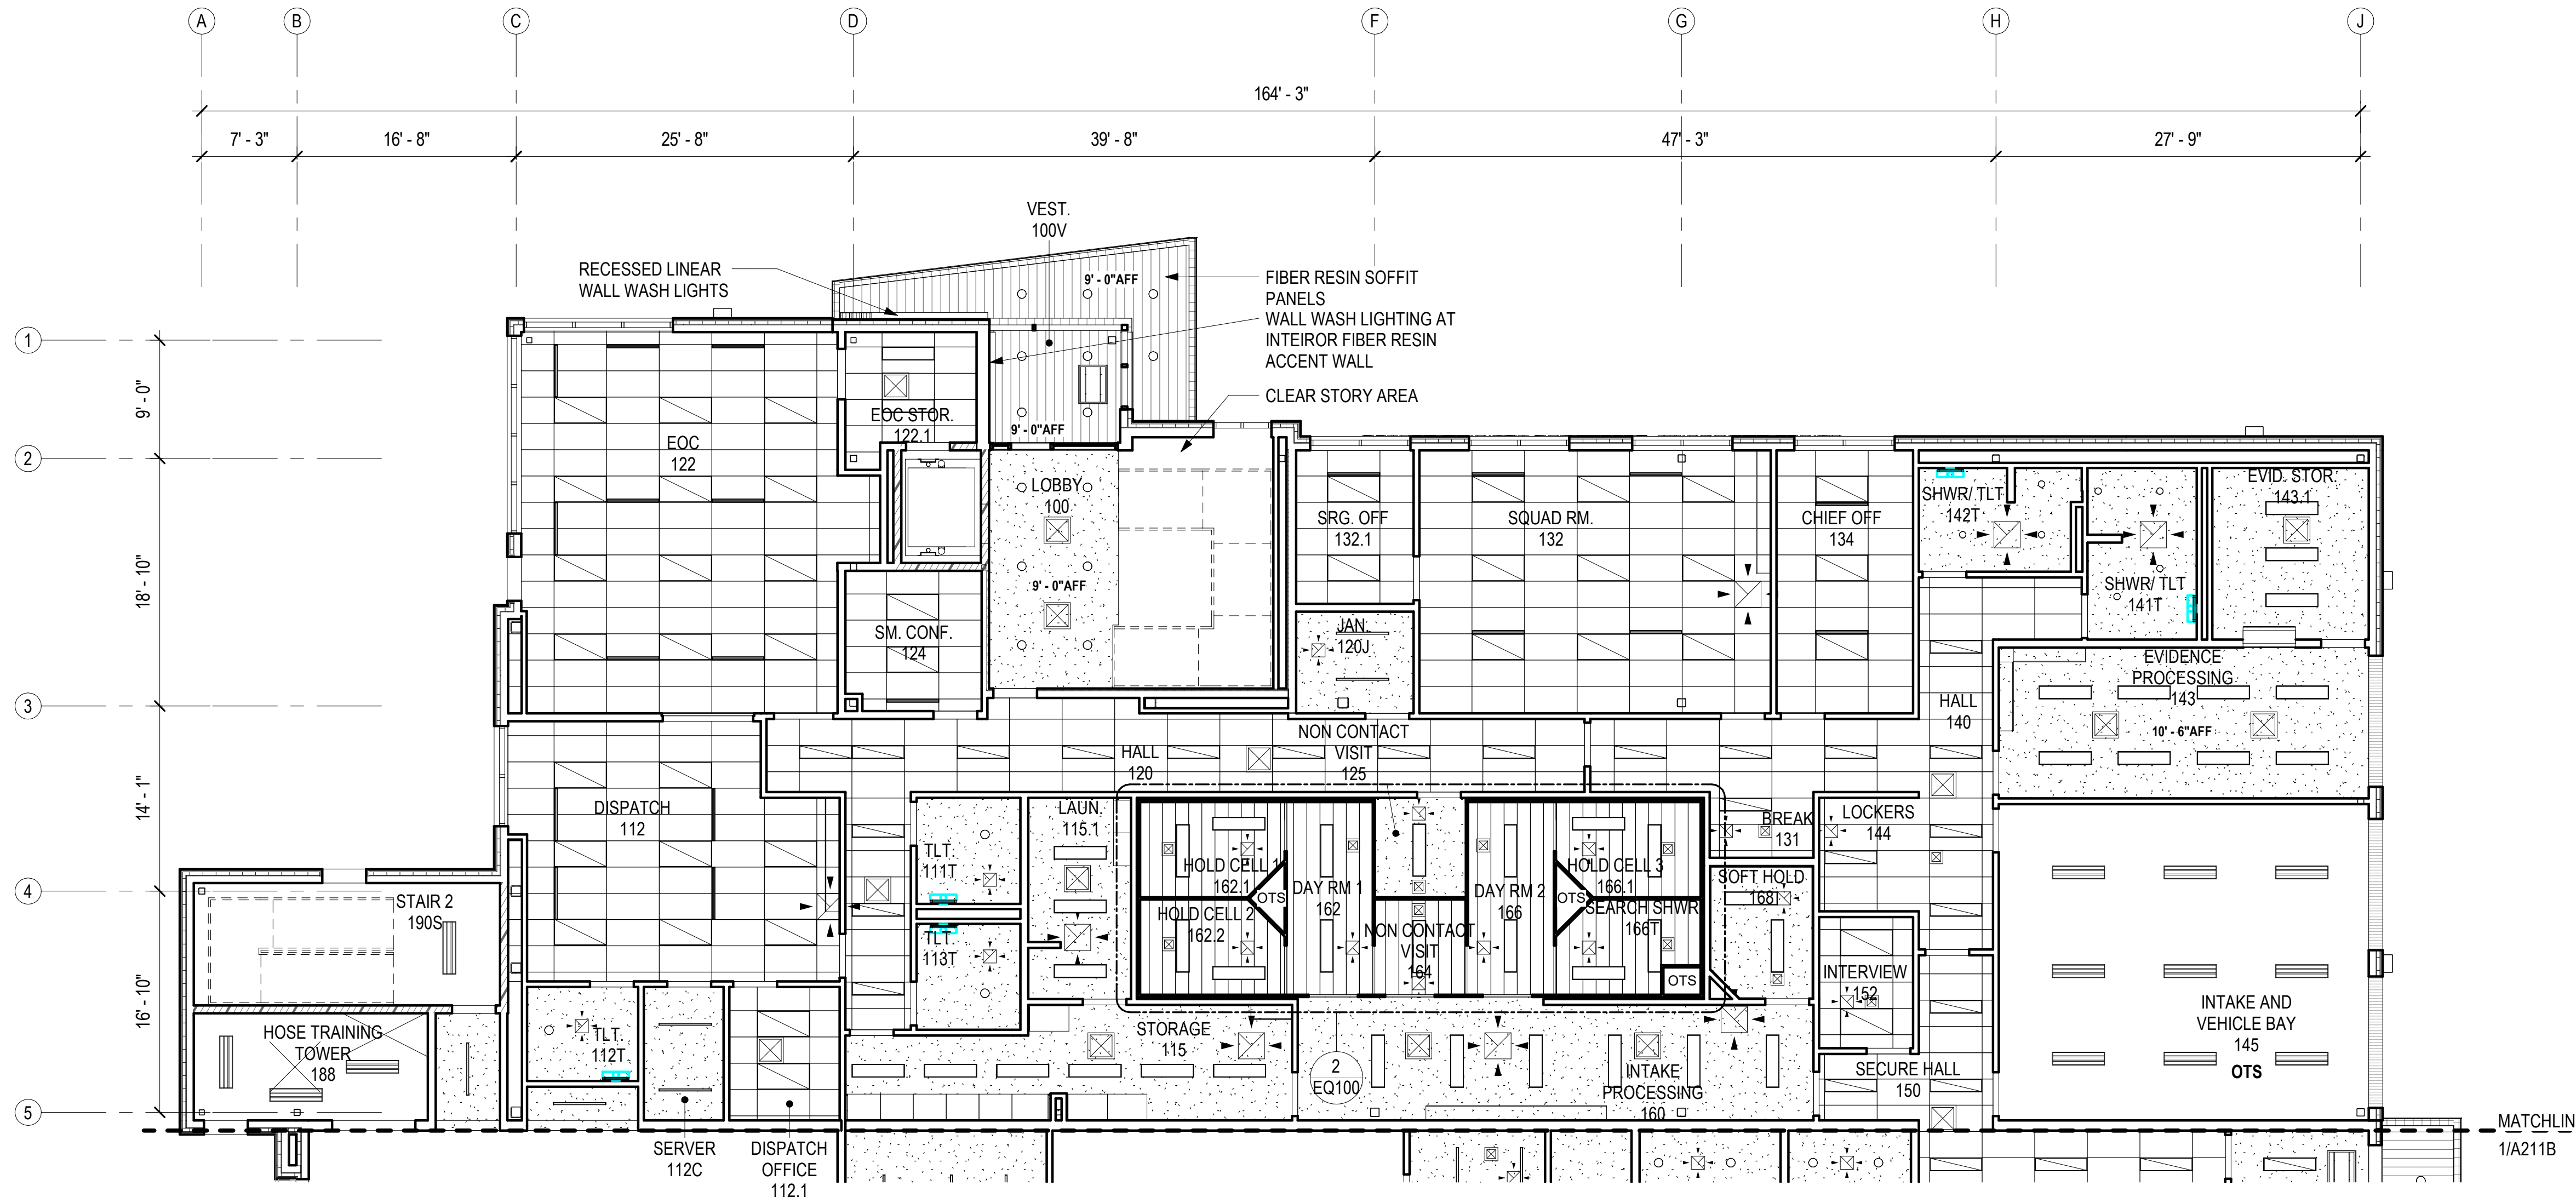 A
B
C
D
F
G
H
J
164' - 3"
7' - 3"
16' - 8"
25' - 8"
39' - 8"
47' - 3"
27' - 9"
VEST.
100V
RECESSED LINEAR
WALL WASH LIGHTS
9' - 0"AFF
FIBER RESIN SOFFIT
PANELS
WALL WASH LIGHTING AT
INTEIROR FIBER RESIN
ACCENT WALL
CLEAR STORY AREA
1
9' - 0"
2
18' - 10"
3
14' - 1"
4
16' - 10"
5
EOC
122
EOC STOR.
122.1
9' - 0"AFF
LOBBY
100
9' - 0"AFF
SM. CONF.
124
SRG. OFF
132.1
SQUAD RM.
132
CHIEF OFF
134
JAN.
120J
SHWR/ TLT
142T
SHWR/ TLT
141T
EVID. STOR.
143.1
EVIDENCE
PROCESSING
143
10' - 6"AFF
HALL
140
HALL
120
NON CONTACT
VISIT
125
DISPATCH
112
LAUN.
115.1
TLT.
111T
TLT.
113T
HOLD CELL 1
162.1
HOLD CELL 2
162.2
OTS
DAY RM 1
162
NON CONTACT
VISIT
164
DAY RM 2
166
OTS
HOLD CELL 3
166.1
SEARCH SHWR
166T
OTS
BREAK
131
LOCKERS
144
SOFT HOLD
168
INTERVIEW
152
SECURE HALL
150
INTAKE AND
VEHICLE BAY
145
OTS
STAIR 2
190S
HOSE TRAINING
TOWER
188
TLT.
112T
STORAGE
115
2
EQ100
INTAKE
PROCESSING
160
SERVER
112C
DISPATCH
OFFICE
112.1
MATCHLIN
1/A211B